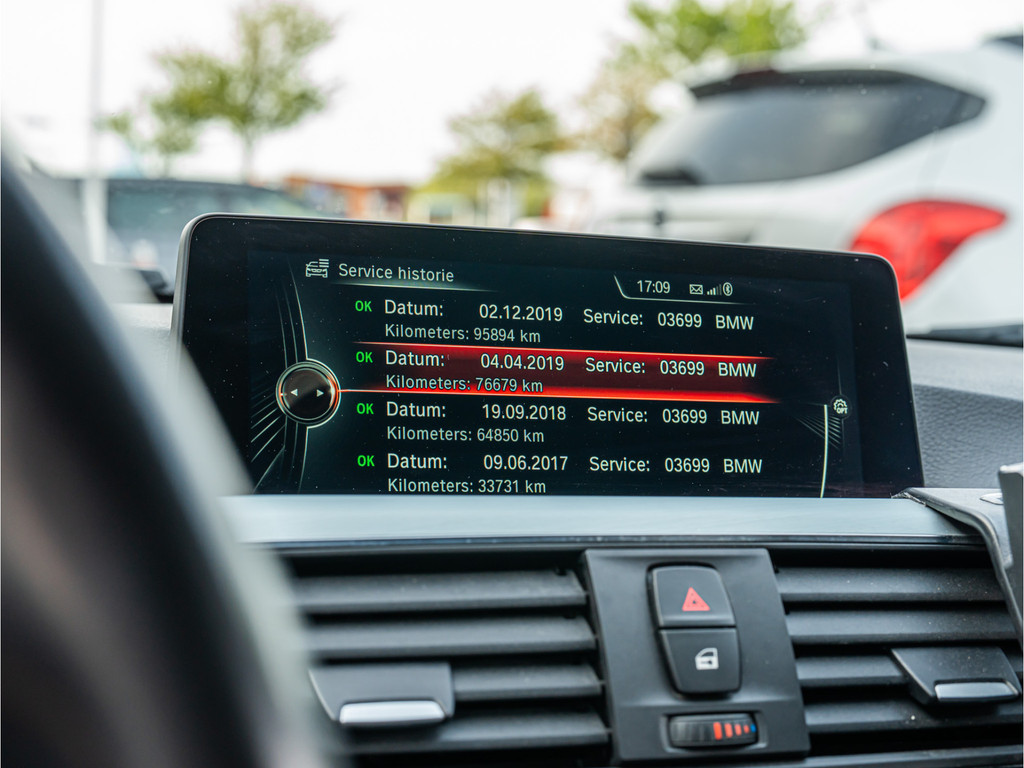 Service historie
17:09
OK Datum: 02.12.2019 Service: 03699 BMW
Kilometers: 95894 km
OK Datum: 04.04.2019 Service: 03699 BMW
Kilometers: 76679 km
OK Datum: 19.09.2018 Service: 03699 BMW
Kilometers: 64850 km
OK Datum: 09.06.2017 Service: 03699 BMW
Kilometers: 33731 km